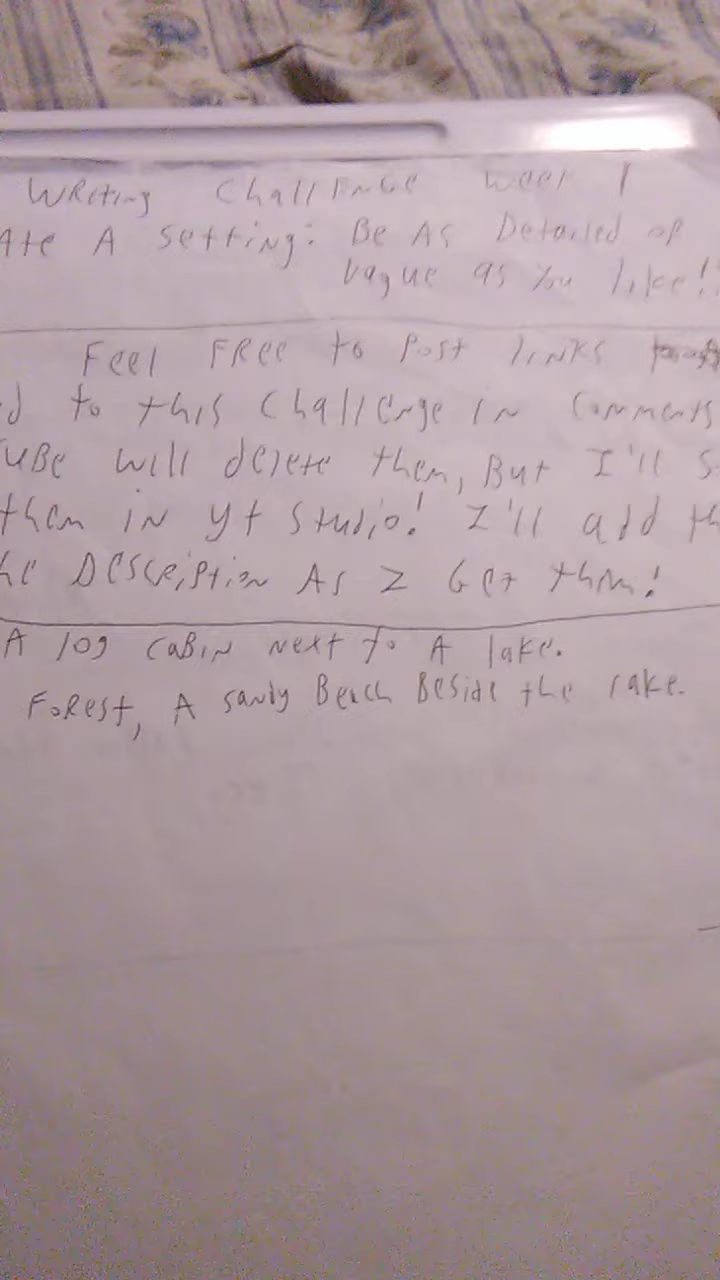 Writing Challenge Week 1
ate A Setting: Be As Detailed or
Vague as You like!
Feel FREE to Post links
d to this Challenge in Comments
UBE will delete them, But I'll S
them in Yt Studio! I'll add th
he Description As I Get them!
A log CaBIN next to A lake.
Forest, A sandy Beach Beside the lake.